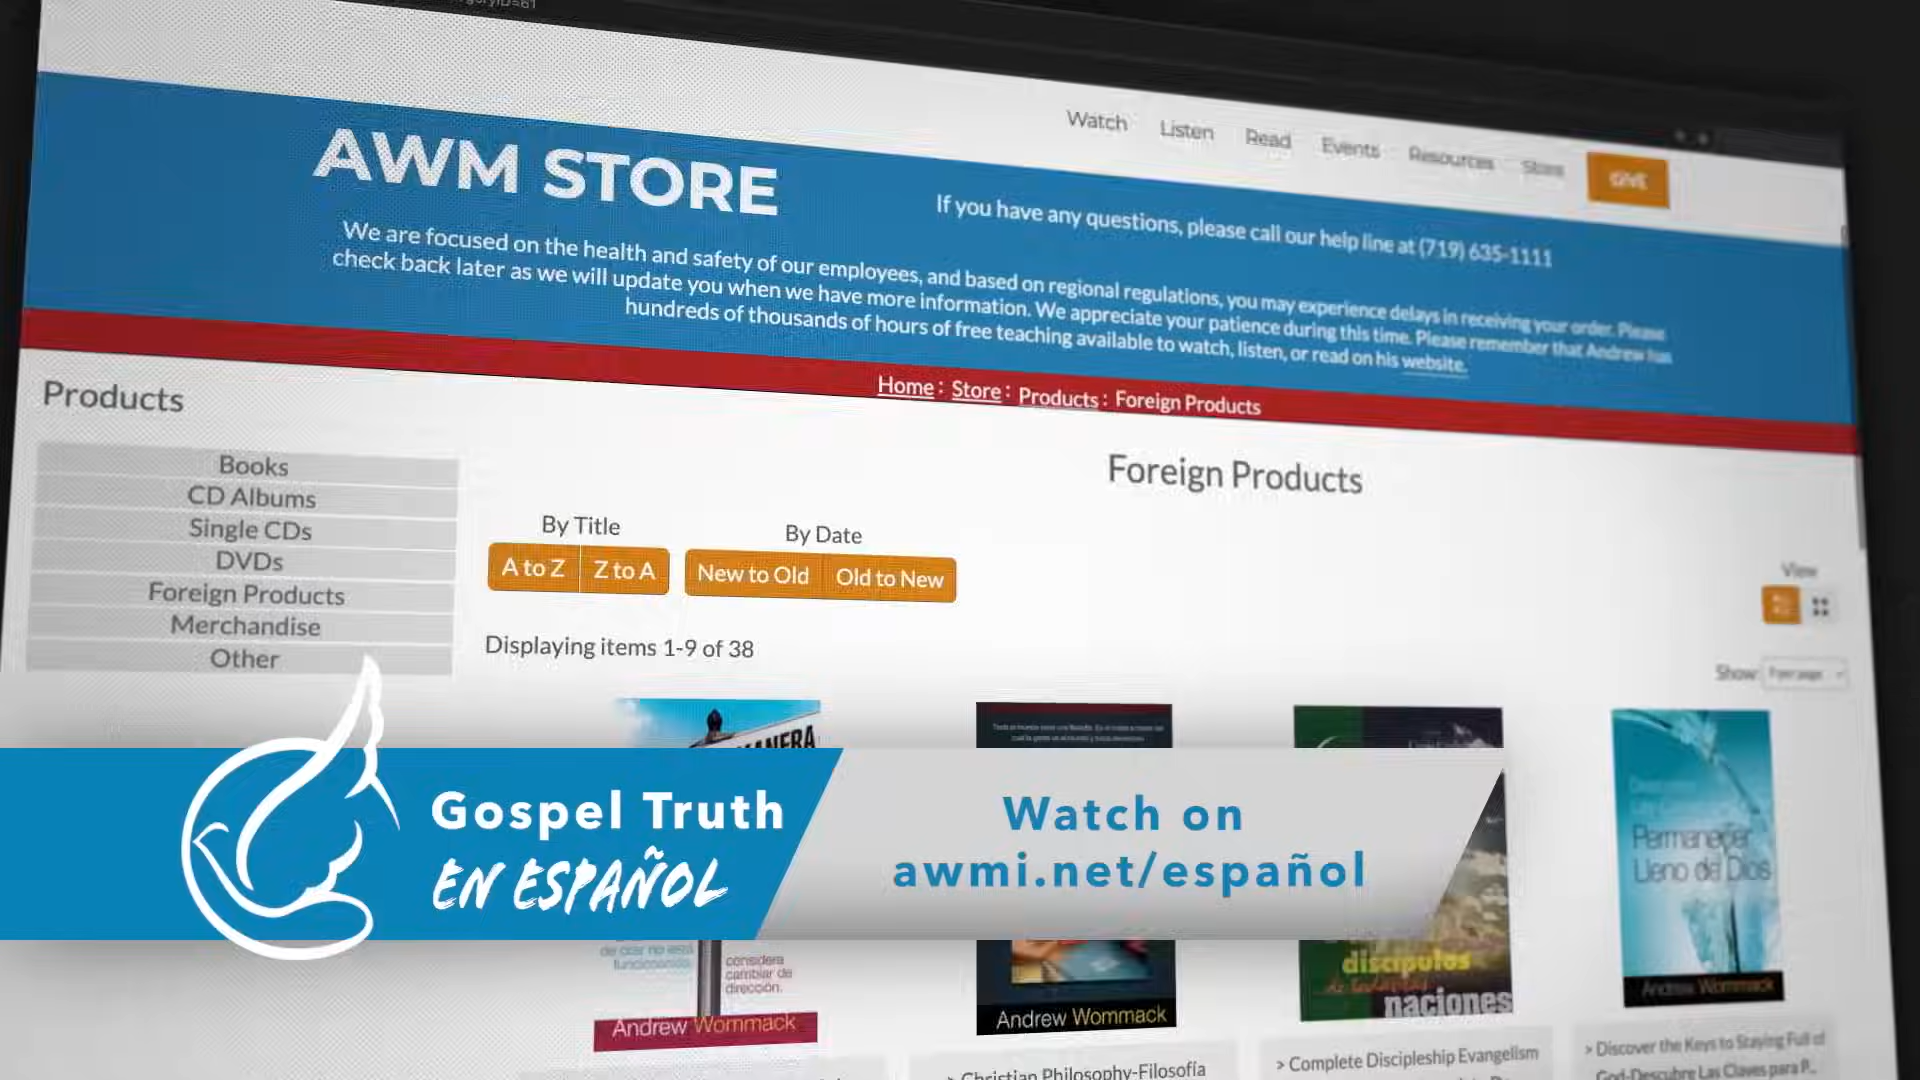 Watch Listen Read Events Resources Store GIVE
AWM STORE
If you have any questions, please call our help line at (719) 635-1111
We are focused on the health and safety of our employees, and based on regional regulations, you may experience delays in receiving your order. Please
check back later as we will update you when we have more information. We appreciate your patience during this time. Please remember that Andrew has
hundreds of thousands of hours of free teaching available to watch, listen, or read on his website.
Home : Store : Products : Foreign Products
Products
Books
CD Albums
Single CDs
DVDs
Foreign Products
Merchandise
Other
Foreign Products
By Title
A to Z Z to A
By Date
New to Old Old to New
View
Displaying items 1-9 of 38
Show
Gospel Truth
EN ESPAÑOL
Watch on
awmi.net/español
considera
cambiar de
dirección.
Andrew Wommack
Andrew Wommack
discípulos
naciones
Permanecer
Lleno de Dios
Andrew Wommack
> Christian Philosophy-Filosofía
> Complete Discipleship Evangelism
> Discover the Keys to Staying Full of
God-Descubre Las Claves para P...